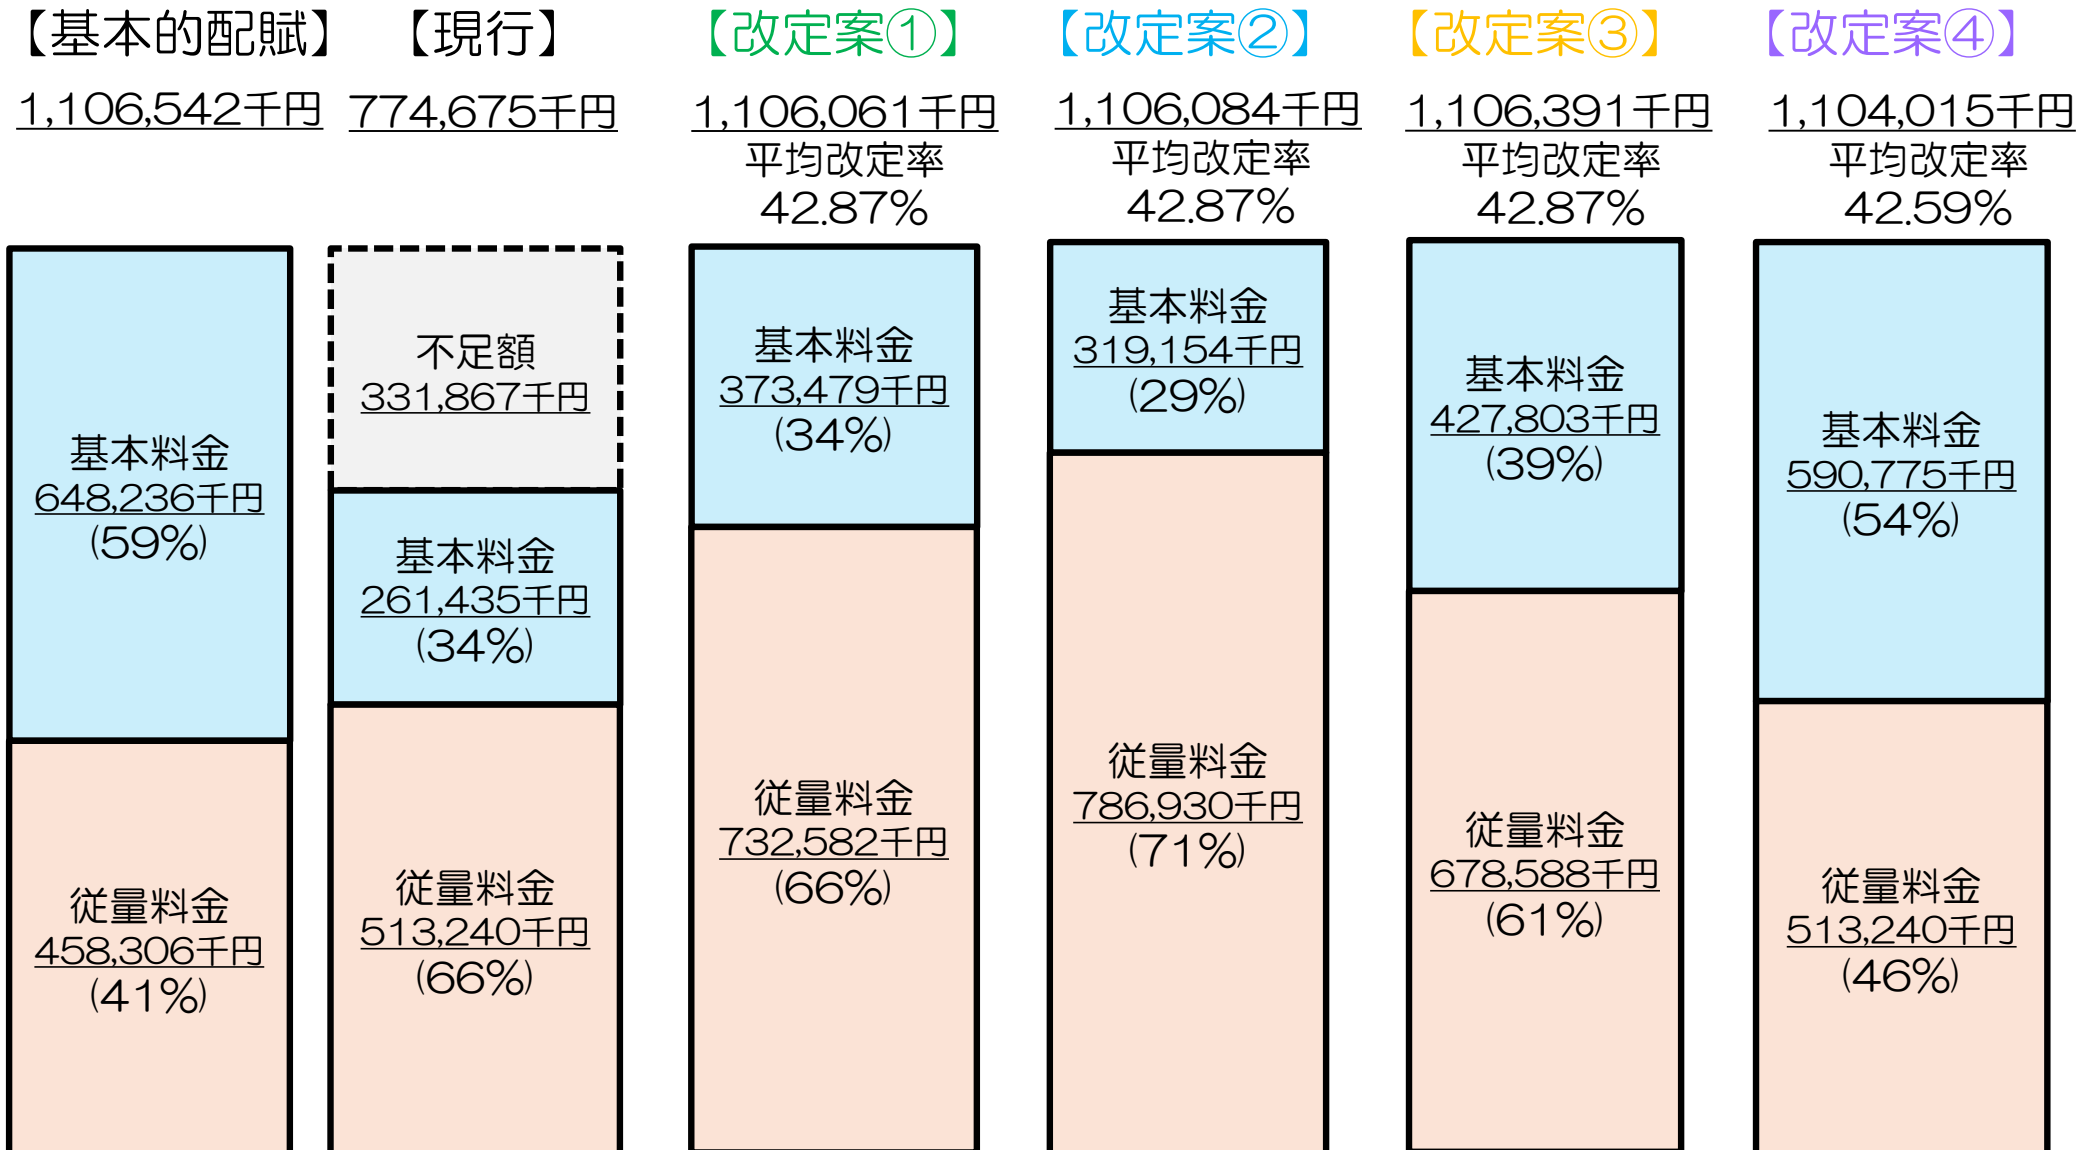 【基本的配賦】
1,106,542千円
基本料金
648,236千円
(59%)
従量料金
458,306千円
(41%)
【現行】
774,675千円
不足額
331,867千円
基本料金
261,435千円
(34%)
従量料金
513,240千円
(66%)
【改定案①】
1,106,061千円
平均改定率
42.87%
基本料金
373,479千円
(34%)
従量料金
732,582千円
(66%)
【改定案②】
1,106,084千円
平均改定率
42.87%
基本料金
319,154千円
(29%)
従量料金
786,930千円
(71%)
【改定案③】
1,106,391千円
平均改定率
42.87%
基本料金
427,803千円
(39%)
従量料金
678,588千円
(61%)
【改定案④】
1,104,015千円
平均改定率
42.59%
基本料金
590,775千円
(54%)
従量料金
513,240千円
(46%)